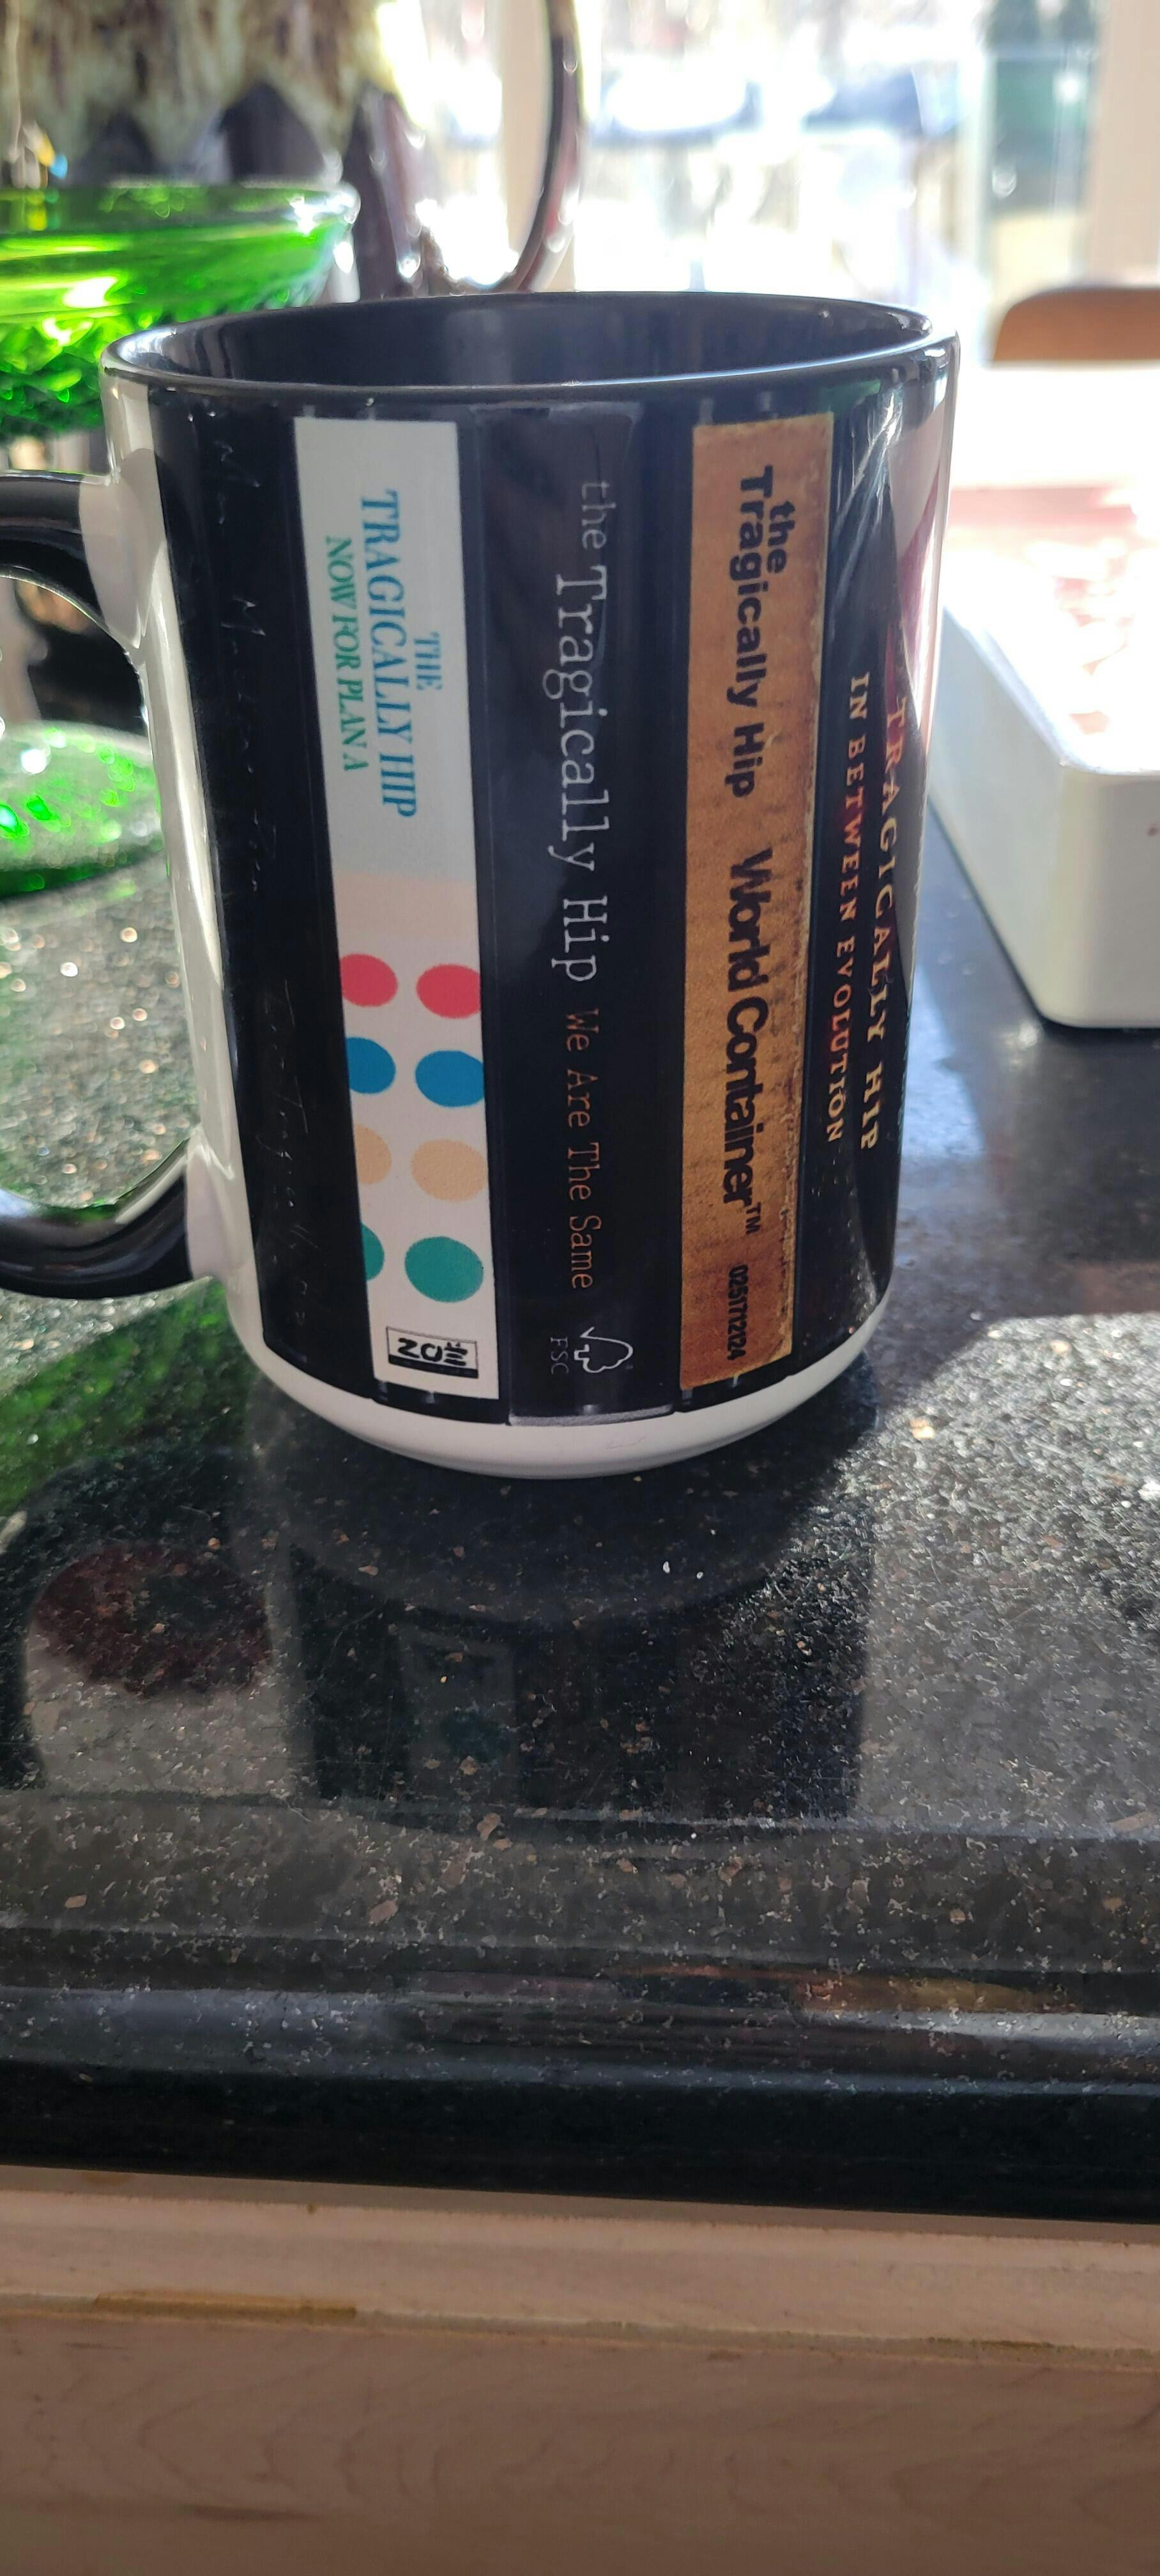 THE
TRAGICALLY HIP
NOW FOR PLAN A
the Tragically Hip We Are The Same
FSC
the
Tragically Hip World Container™ 0251712724
TRAGICALLY HIP
IN BETWEEN EVOLUTION